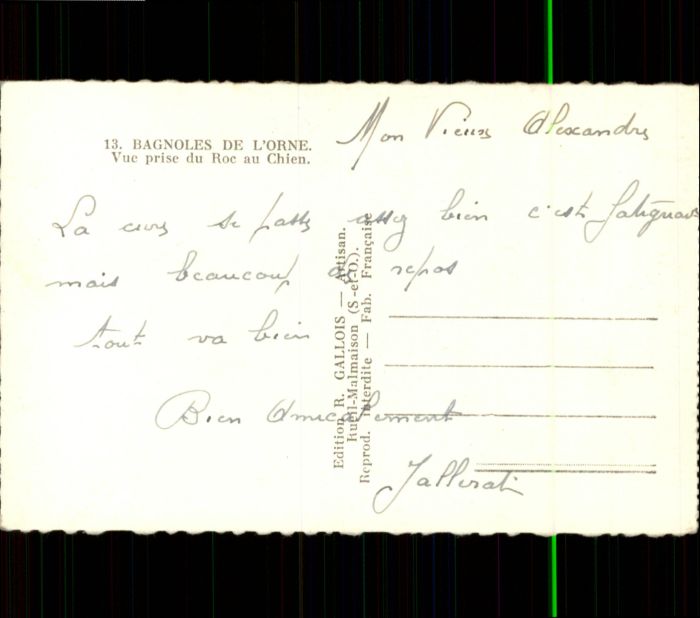 13. BAGNOLES DE L'ORNE.
Vue prise du Roc au Chien.
Mon Vieux Alexandre
La cure se passe assez bien c'est fatiguant
mais beaucoup de repos
tout va bien
Bien Amicalement
Edition R. GALLOIS — Artisan.
Rueil-Malmaison (S-et-O.).
Reprod. Interdite — Fab. Française